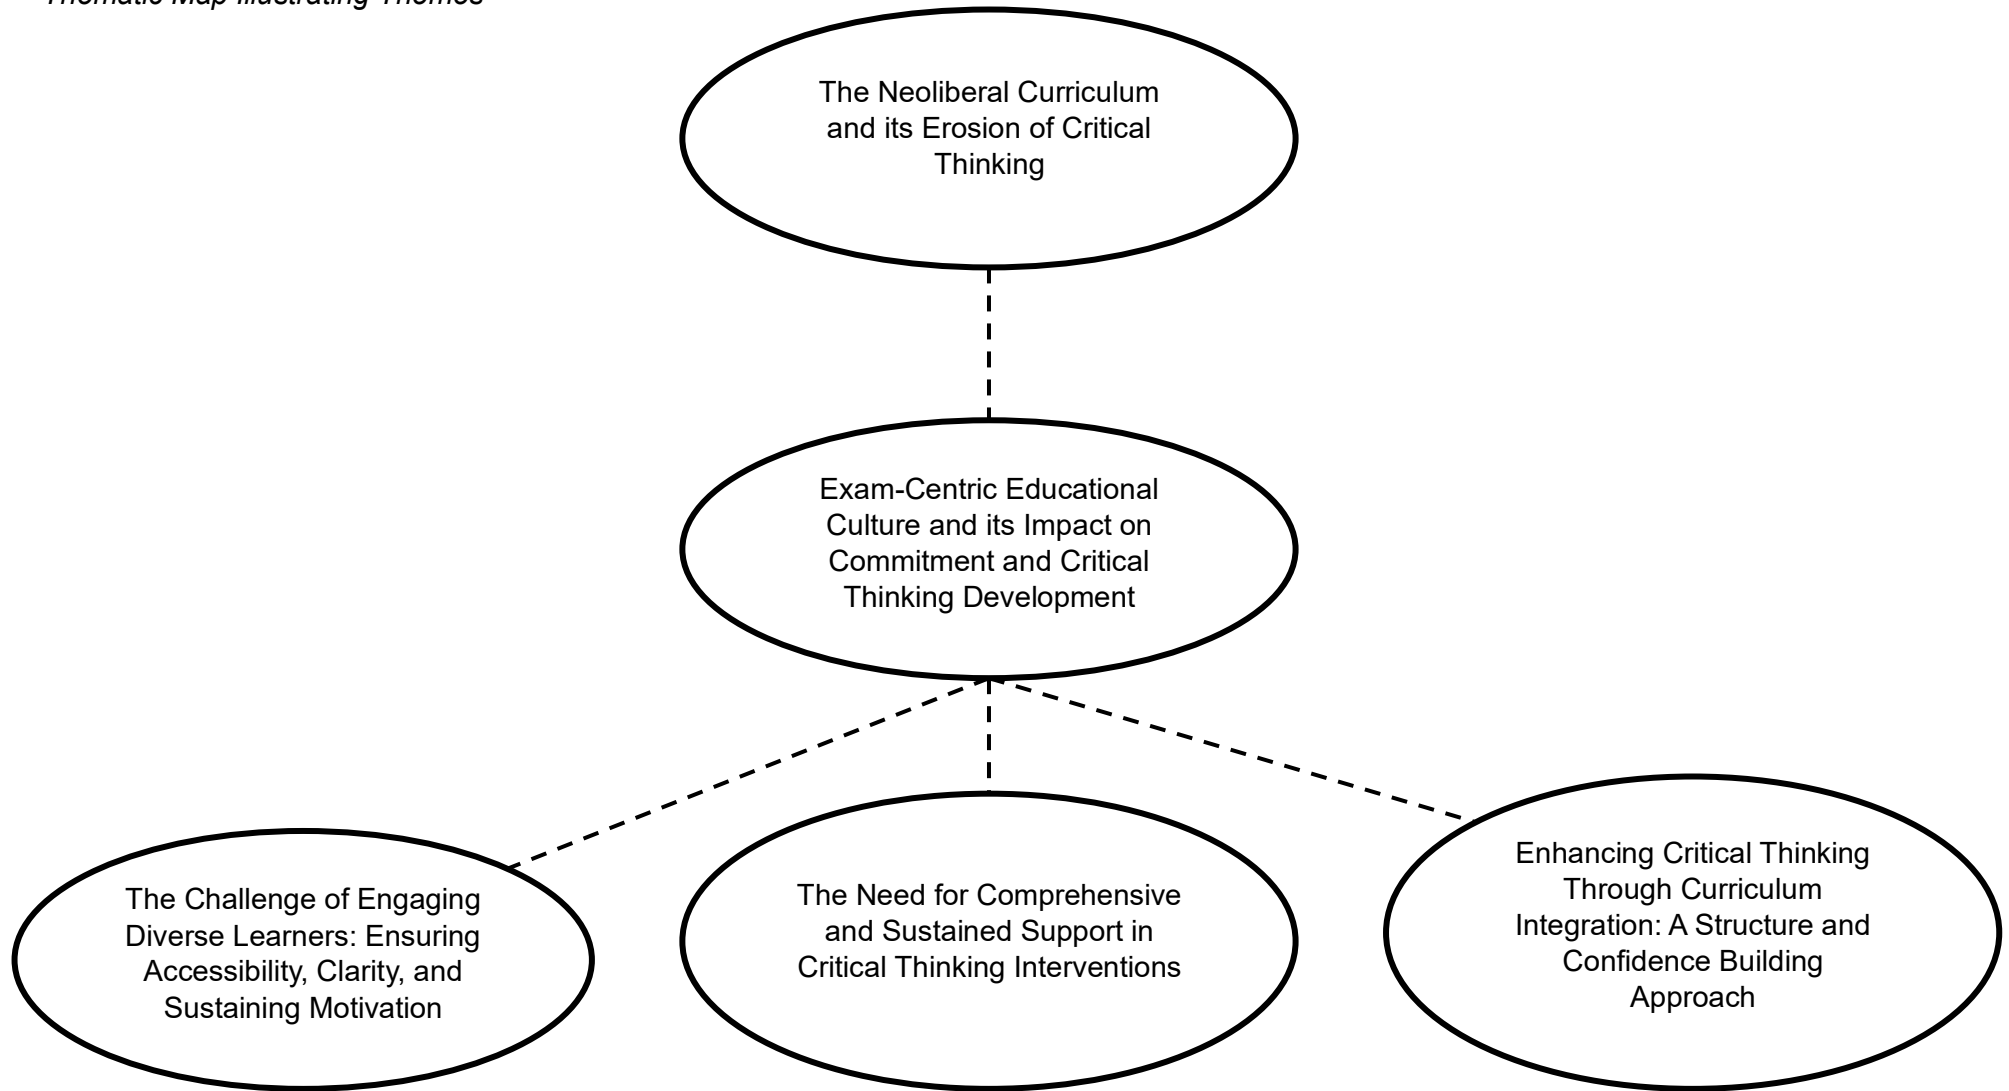 Thematic Map Illustrating Themes
The Neoliberal Curriculum
and its Erosion of Critical
Thinking
Exam-Centric Educational
Culture and its Impact on
Commitment and Critical
Thinking Development
The Challenge of Engaging
Diverse Learners: Ensuring
Accessibility, Clarity, and
Sustaining Motivation
The Need for Comprehensive
and Sustained Support in
Critical Thinking Interventions
Enhancing Critical Thinking
Through Curriculum
Integration: A Structure and
Confidence Building
Approach